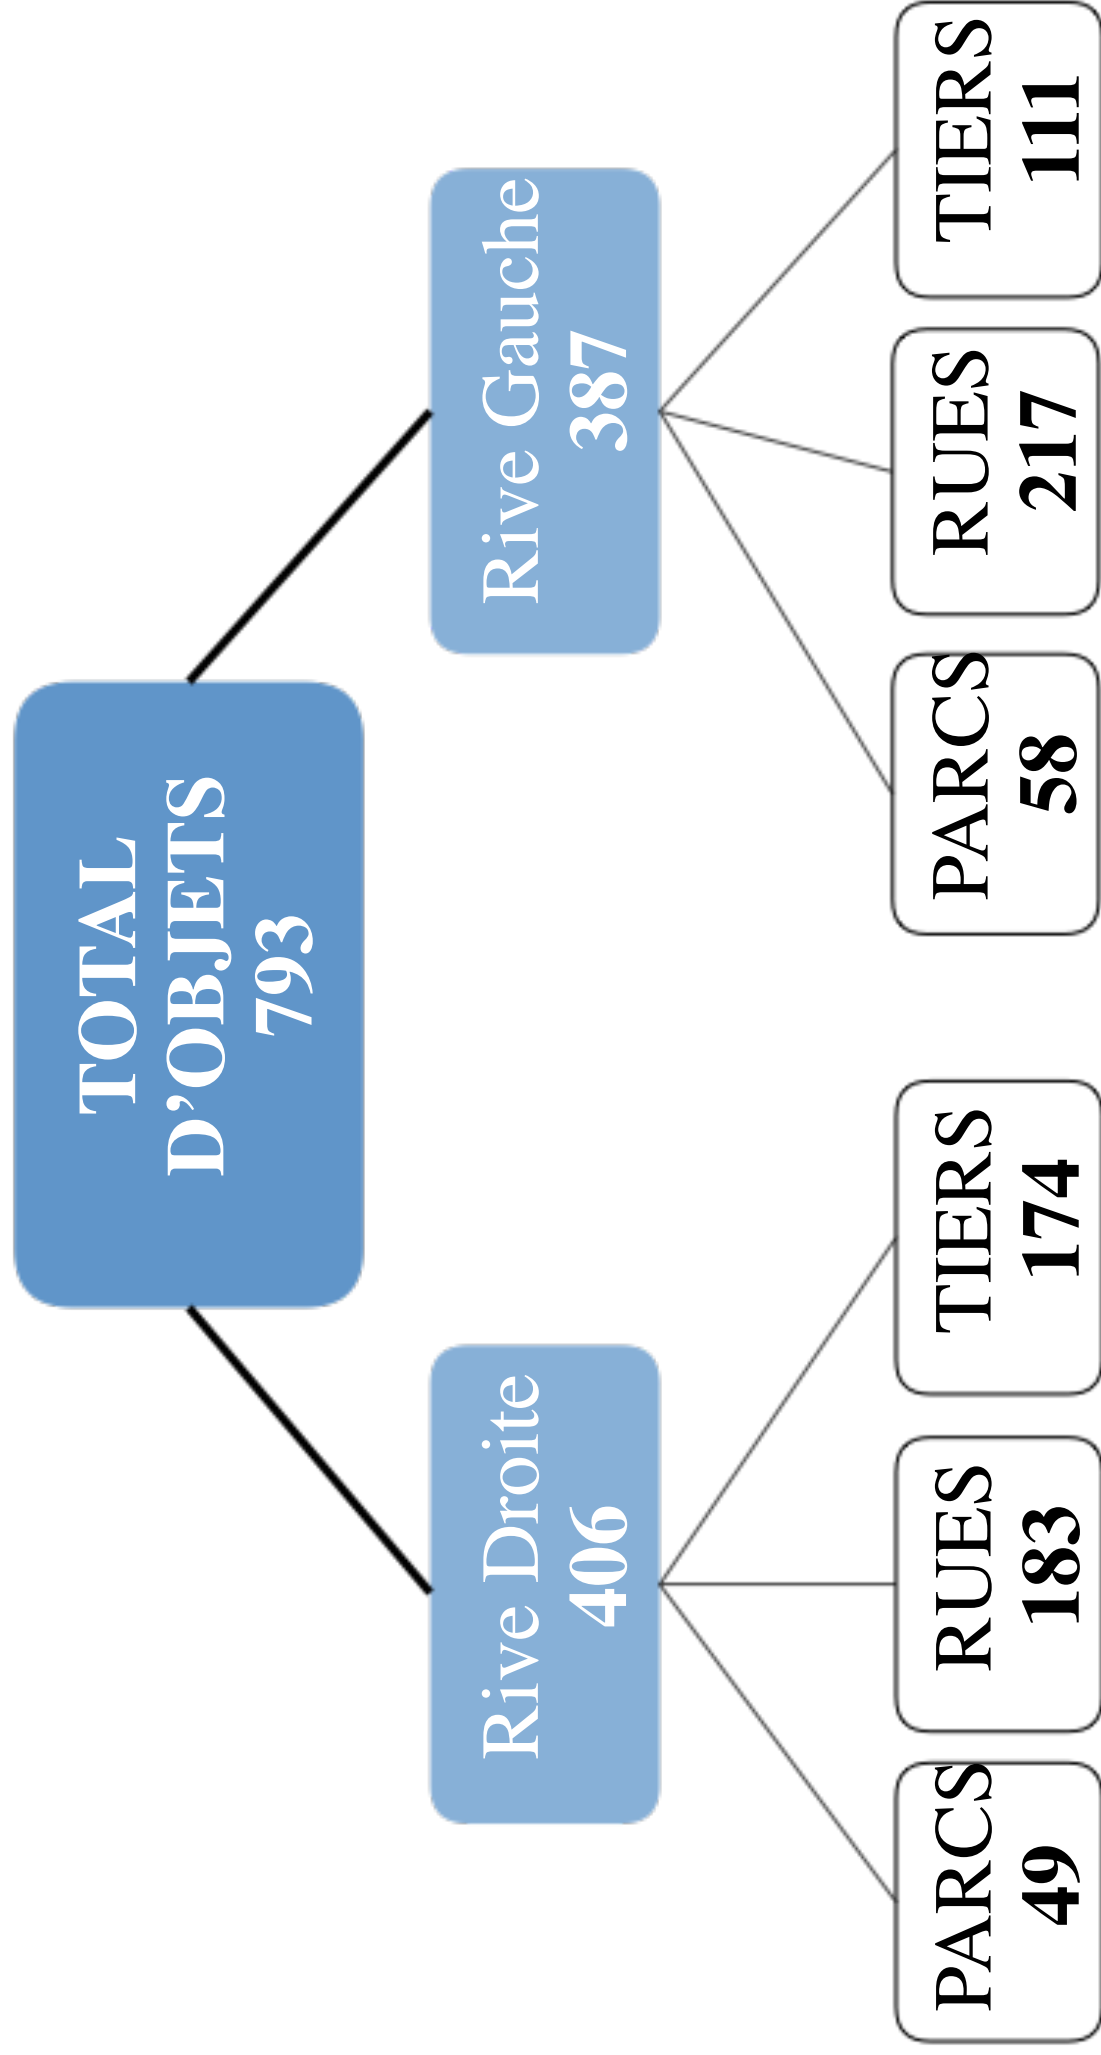 TOTAL
D’OBJETS
793
Rive Droite
406
Rive Gauche
387
PARCS
49
RUES
183
TIERS
174
PARCS
58
RUES
217
TIERS
111